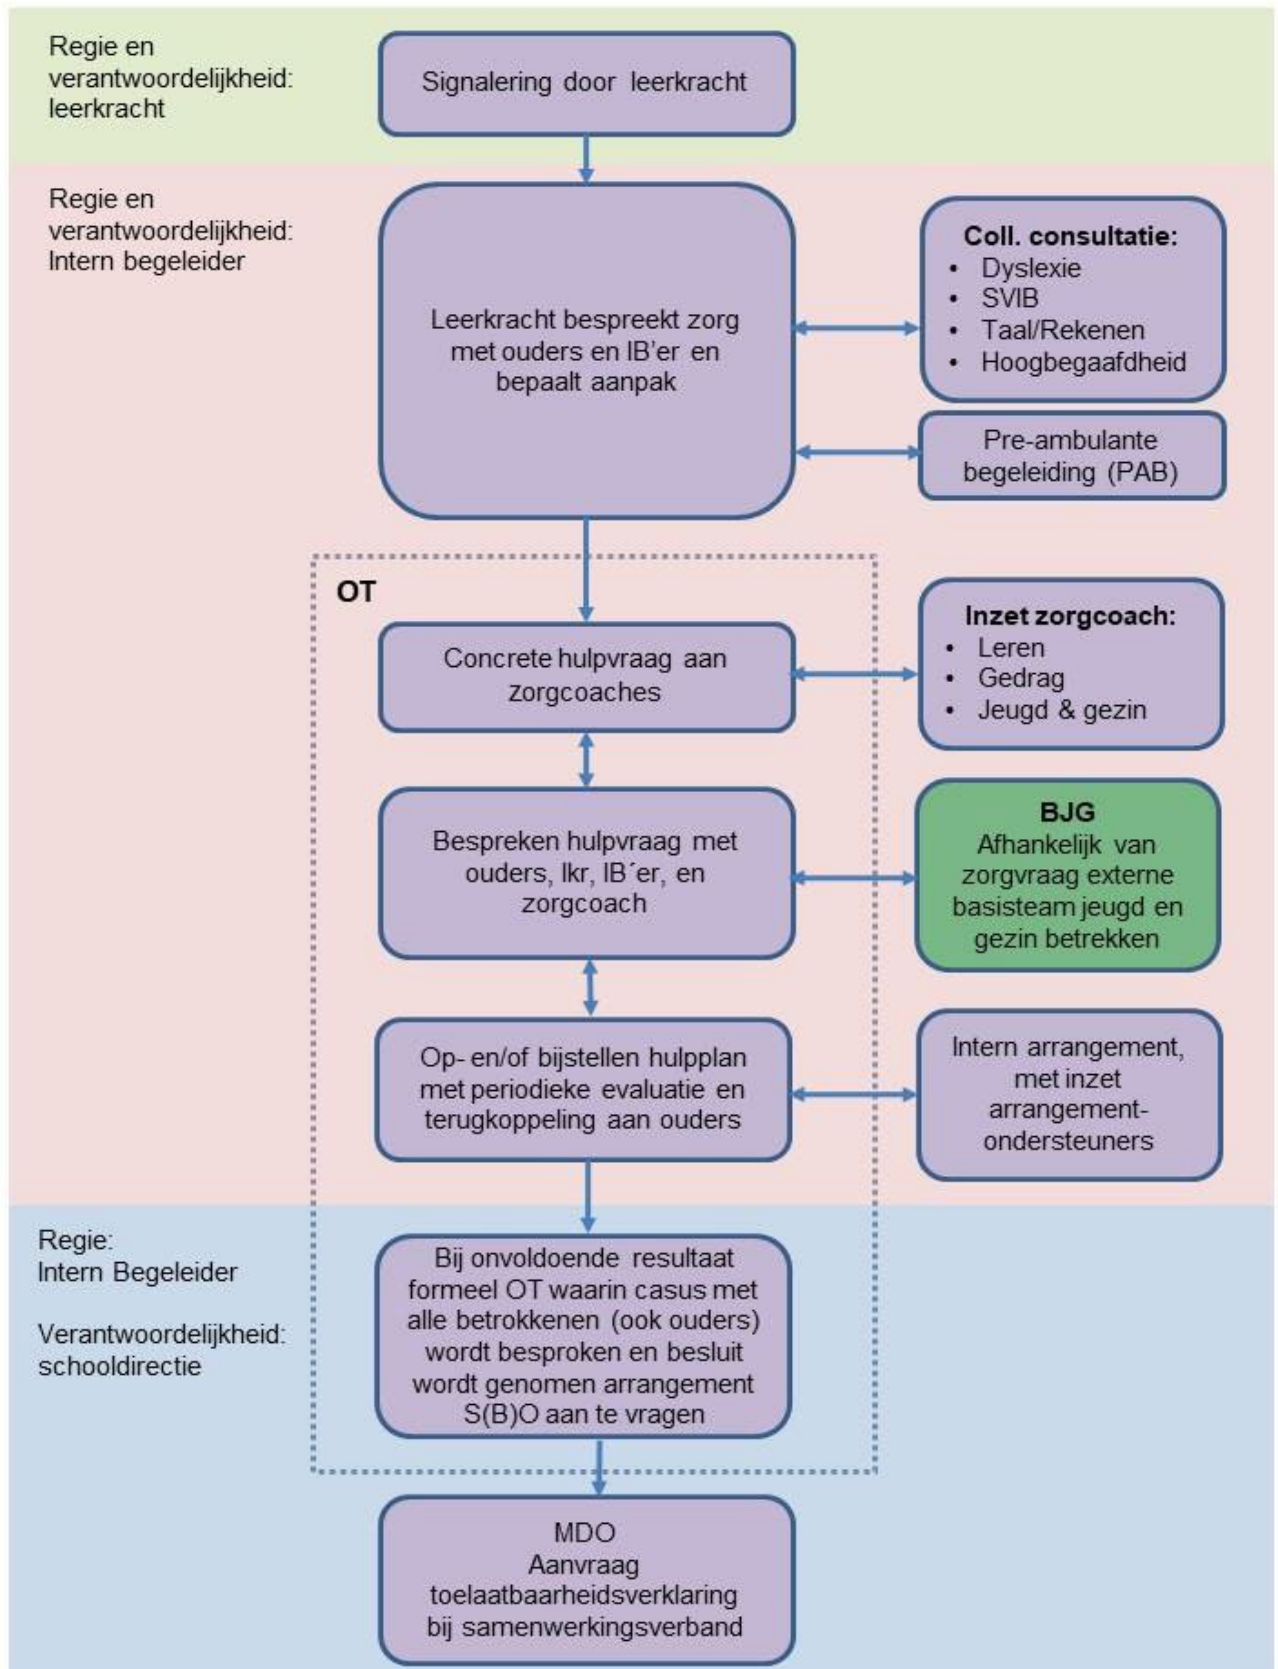 Regie en
verantwoordelijkheid:
leerkracht
Signalering door leerkracht
Regie en
verantwoordelijkheid:
Intern begeleider
Leerkracht bespreekt zorg
met ouders en IB'er en
bepaalt aanpak
Coll. consultatie:
• Dyslexie
• SVIB
• Taal/Rekenen
• Hoogbegaafdheid
Pre-ambulante
begeleiding (PAB)
OT
Concrete hulpvraag aan
zorgcoaches
Inzet zorgcoach:
• Leren
• Gedrag
• Jeugd & gezin
Bespreken hulpvraag met
ouders, lkr, IB´er, en
zorgcoach
BJG
Afhankelijk van
zorgvraag externe
basisteam jeugd en
gezin betrekken
Op- en/of bijstellen hulpplan
met periodieke evaluatie en
terugkoppeling aan ouders
Intern arrangement,
met inzet
arrangement-
ondersteuners
Regie:
Intern Begeleider
Verantwoordelijkheid:
schooldirectie
Bij onvoldoende resultaat
formeel OT waarin casus met
alle betrokkenen (ook ouders)
wordt besproken en besluit
wordt genomen arrangement
S(B)O aan te vragen
MDO
Aanvraag
toelaatbaarheidsverklaring
bij samenwerkingsverband